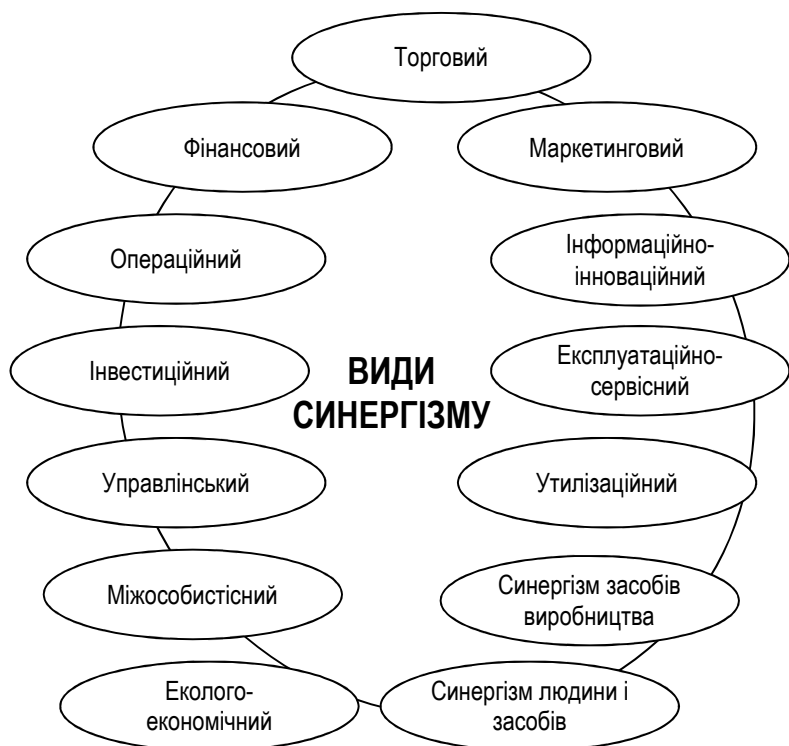 Торговий
Фінансовий
Маркетинговий
Операційний
Інформаційно-
інноваційний
Інвестиційний
ВИДИ
СИНЕРГІЗМУ
Експлуатаційно-
сервісний
Управлінський
Утилізаційний
Міжособистісний
Синергізм засобів
виробництва
Еколого-
економічний
Синергізм людини і
засобів